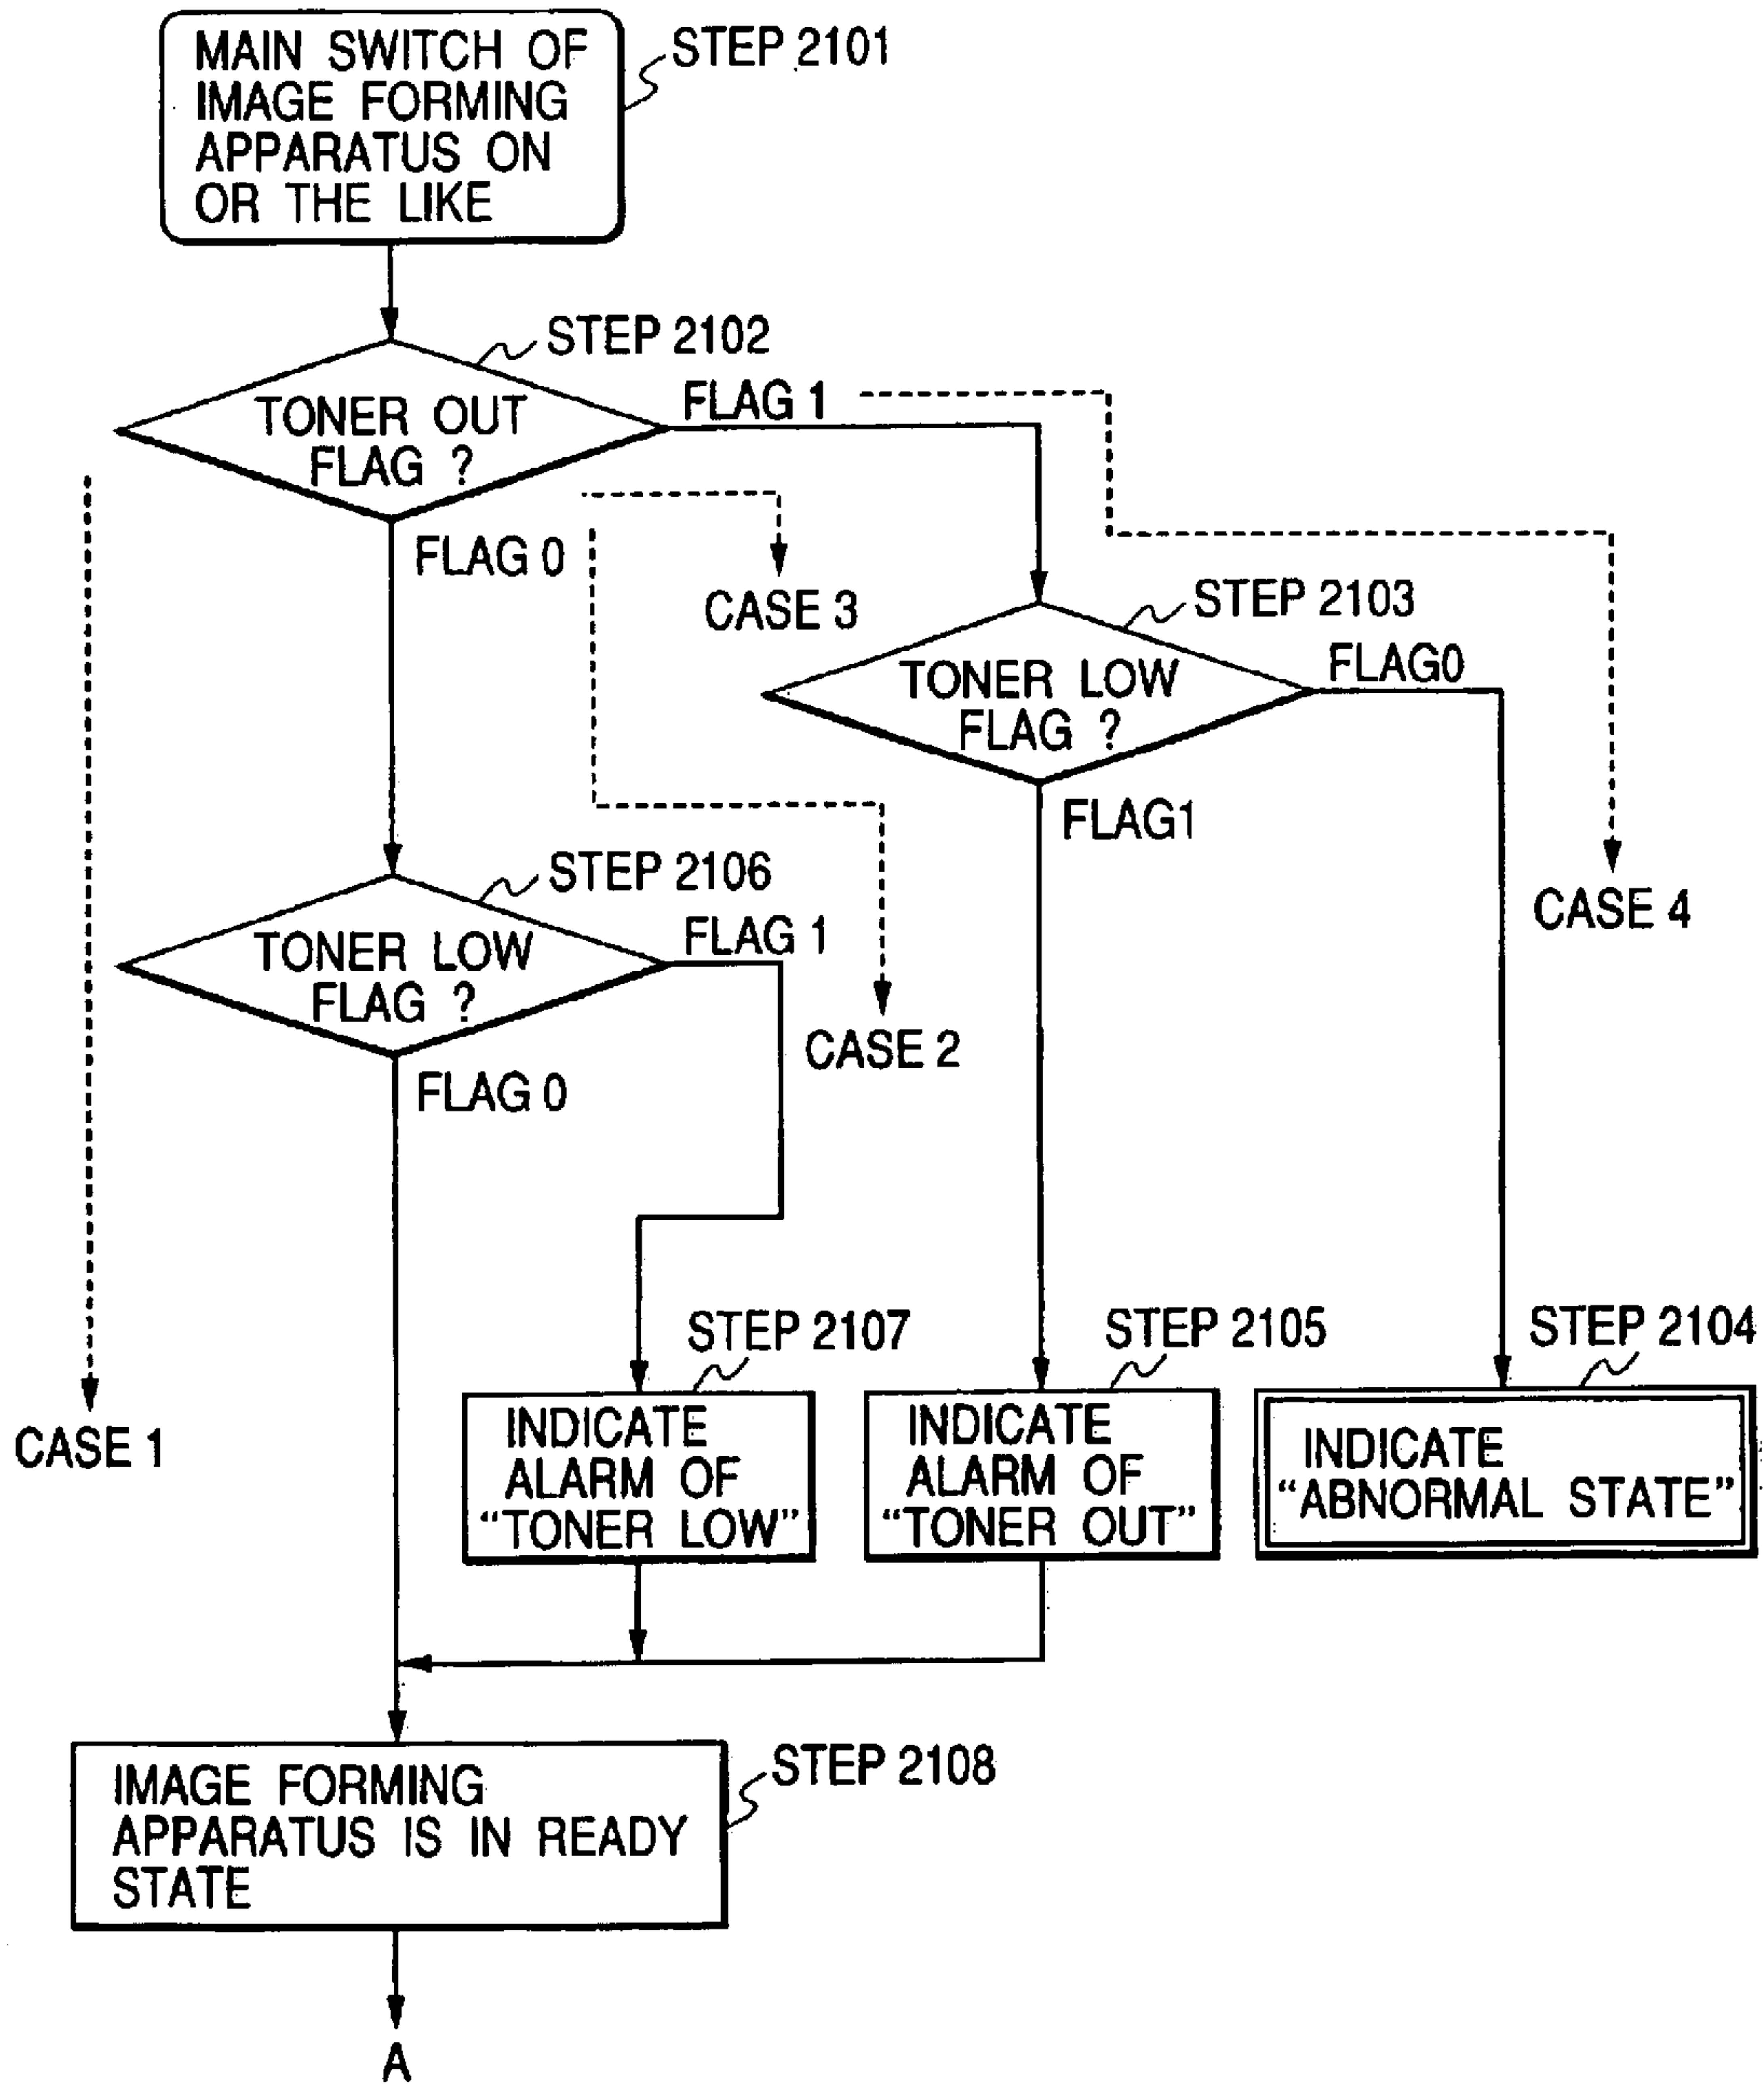 MAIN SWITCH OF
IMAGE FORMING
APPARATUS ON
OR THE LIKE
STEP 2101
STEP 2102
TONER OUT
FLAG ?
FLAG 1
FLAG 0
CASE 3
STEP 2103
TONER LOW
FLAG ?
FLAG0
FLAG1
CASE 4
STEP 2106
TONER LOW
FLAG ?
FLAG 1
FLAG 0
CASE 2
CASE 1
STEP 2107
INDICATE
ALARM OF
“TONER LOW”
STEP 2105
INDICATE
ALARM OF
“TONER OUT”
STEP 2104
INDICATE
“ABNORMAL STATE”
STEP 2108
IMAGE FORMING
APPARATUS IS IN READY
STATE
A